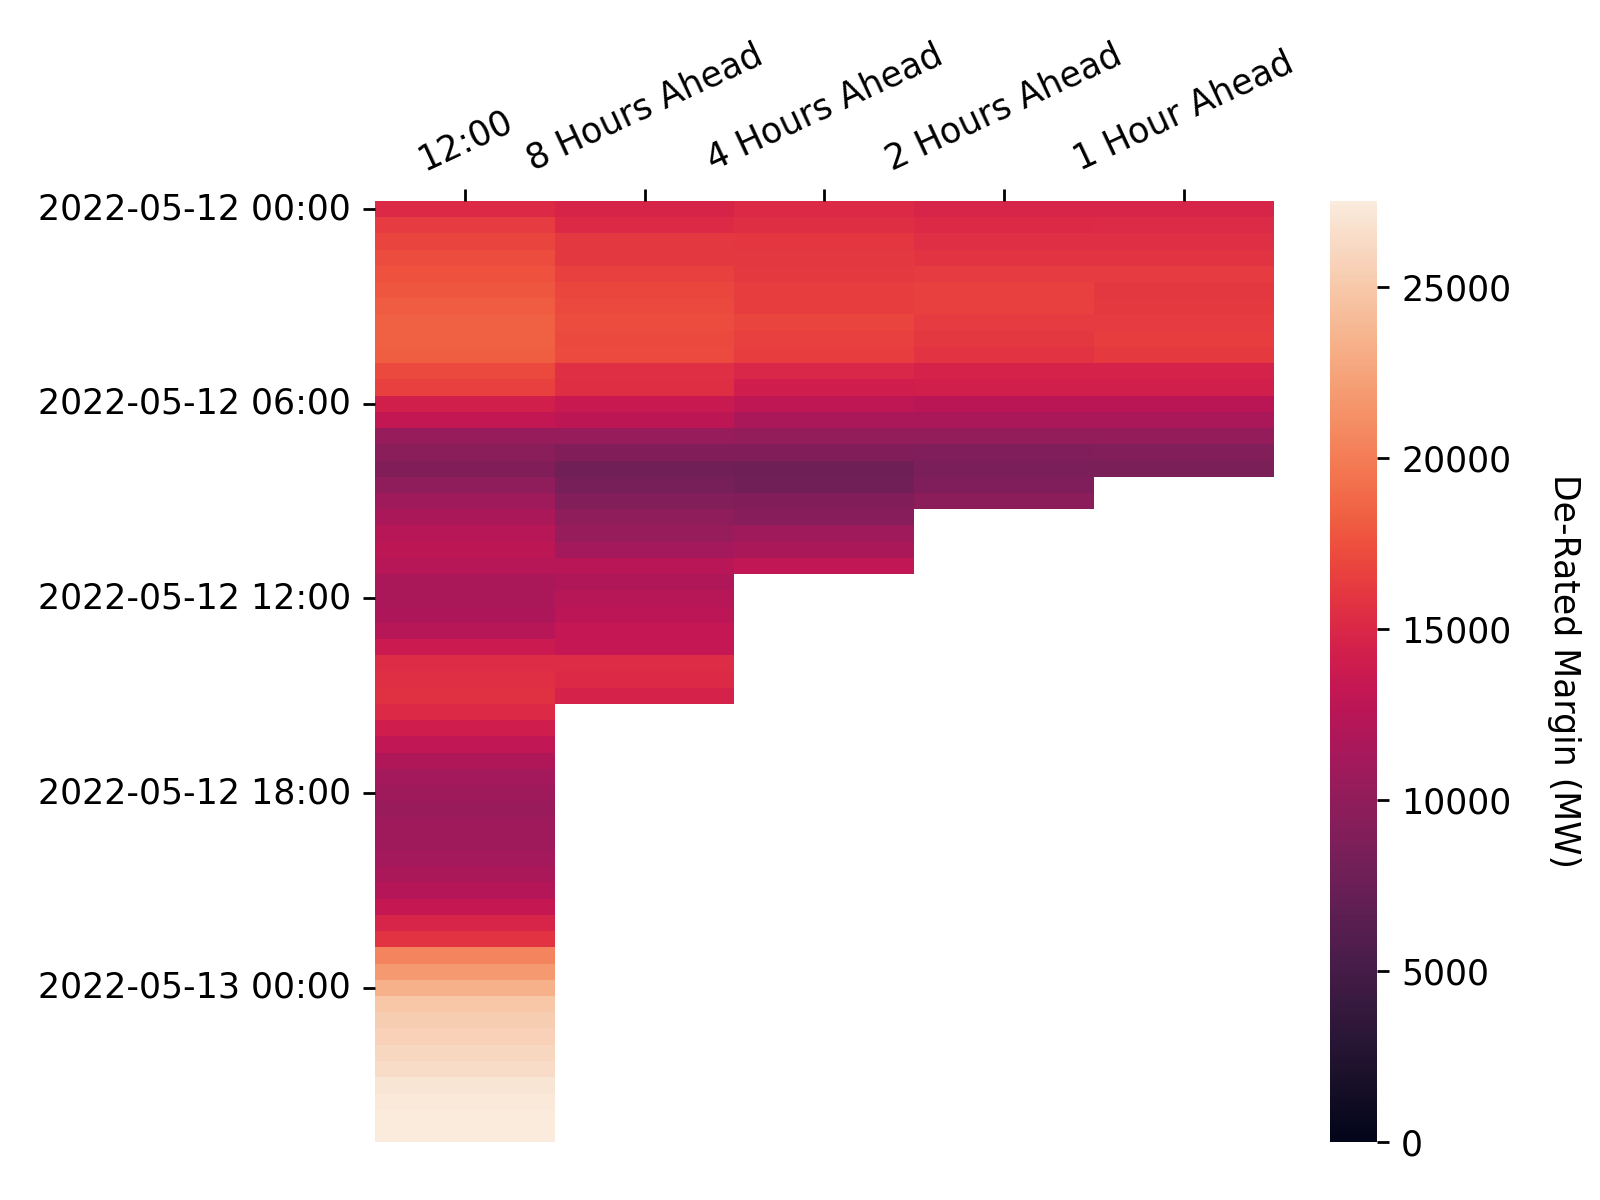 12:00
8 Hours Ahead
4 Hours Ahead
2 Hours Ahead
1 Hour Ahead
2022-05-12 00:00
2022-05-12 06:00
2022-05-12 12:00
2022-05-12 18:00
2022-05-13 00:00
25000
20000
15000
10000
5000
0
De-Rated Margin (MW)